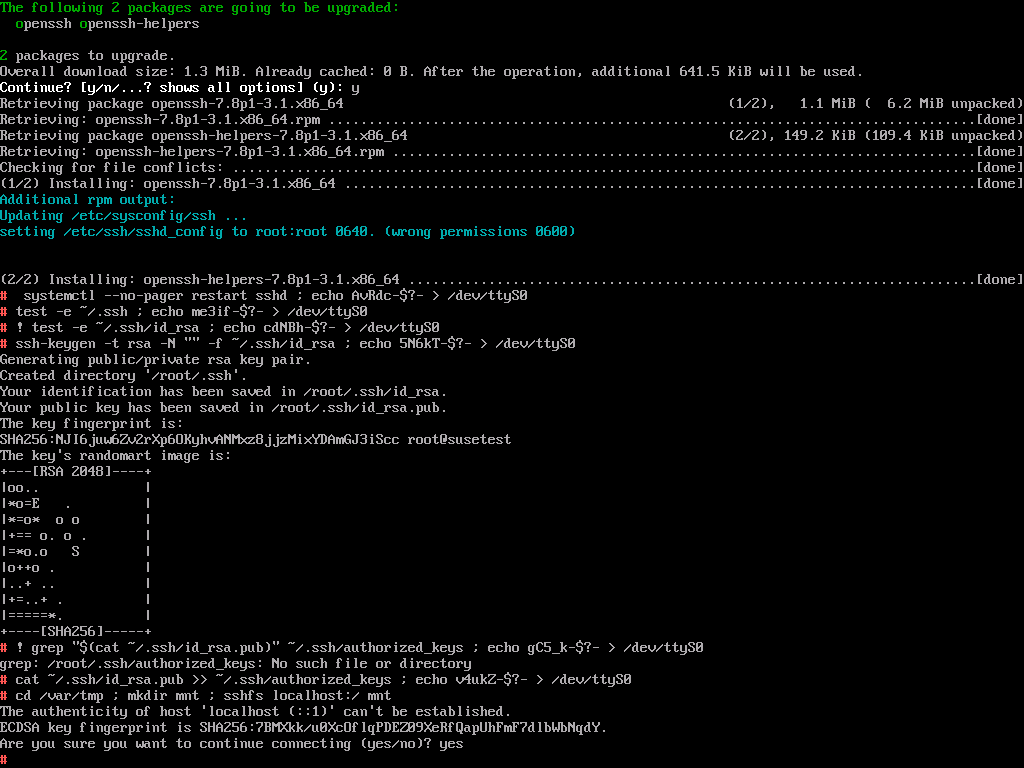 The following 2 packages are going to be upgraded:
  openssh openssh-helpers

2 packages to upgrade.
Overall download size: 1.3 MiB. Already cached: 0 B. After the operation, additional 641.5 KiB will be used.
Continue? [y/n/...? shows all options] (y): y
Retrieving package openssh-7.8p1-3.1.x86_64                                                (1/2),   1.1 MiB (  6.2 MiB unpacked)
Retrieving: openssh-7.8p1-3.1.x86_64.rpm .................................................................................[done]
Retrieving package openssh-helpers-7.8p1-3.1.x86_64                                        (2/2), 149.2 KiB (109.4 KiB unpacked)
Retrieving: openssh-helpers-7.8p1-3.1.x86_64.rpm .........................................................................[done]
Checking for file conflicts: .............................................................................................[done]
(1/2) Installing: openssh-7.8p1-3.1.x86_64 ...............................................................................[done]
Additional rpm output:
Updating /etc/sysconfig/ssh ...
setting /etc/ssh/sshd_config to root:root 0640. (wrong permissions 0600)


(2/2) Installing: openssh-helpers-7.8p1-3.1.x86_64 .......................................................................[done]
#  systemctl --no-pager restart sshd ; echo AvRdc-$?- > /dev/ttyS0
# test -e ~/.ssh ; echo me3if-$?- > /dev/ttyS0
# ! test -e ~/.ssh/id_rsa ; echo cdNBh-$?- > /dev/ttyS0
# ssh-keygen -t rsa -N "" -f ~/.ssh/id_rsa ; echo 5N6kT-$?- > /dev/ttyS0
Generating public/private rsa key pair.
Created directory '/root/.ssh'.
Your identification has been saved in /root/.ssh/id_rsa.
Your public key has been saved in /root/.ssh/id_rsa.pub.
The key fingerprint is:
SHA256:NJI6juw6Zv2rXp6OKyhvANMxz8jjzMixYDAmGJ3iScc root@susetest
The key's randomart image is:
+---[RSA 2048]----+
|oo..             |
|*o=E   .         |
|*=o*  o o        |
|+== o. o .       |
|=*o.o   S        |
|o++o .           |
|..+ ..           |
|+=..+ .          |
|=====*.          |
+----[SHA256]-----+
# ! grep "$(cat ~/.ssh/id_rsa.pub)" ~/.ssh/authorized_keys ; echo gC5_k-$?- > /dev/ttyS0
grep: /root/.ssh/authorized_keys: No such file or directory
# cat ~/.ssh/id_rsa.pub >> ~/.ssh/authorized_keys ; echo v4ukZ-$?- > /dev/ttyS0
# cd /var/tmp ; mkdir mnt ; sshfs localhost:/ mnt
The authenticity of host 'localhost (::1)' can't be established.
ECDSA key fingerprint is SHA256:7BMXkk/u0XcOflqPDEZ09XeRfQapUhFmF7dlbWbNqdY.
Are you sure you want to continue connecting (yes/no)? yes
#